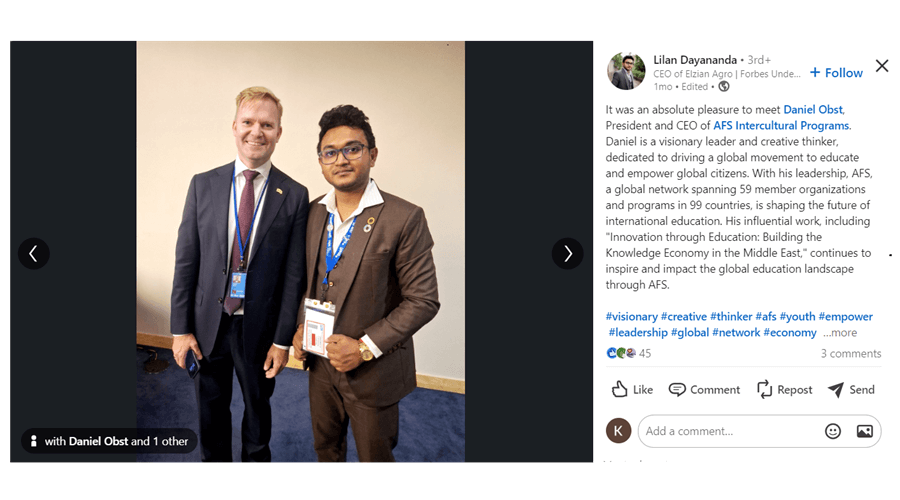 Lilan Dayananda • 3rd+
CEO of Elzian Agro | Forbes Unde...
1mo • Edited •
+ Follow
It was an absolute pleasure to meet Daniel Obst,
President and CEO of AFS Intercultural Programs.
Daniel is a visionary leader and creative thinker,
dedicated to driving a global movement to educate
and empower global citizens. With his leadership, AFS,
a global network spanning 59 member organizations
and programs in 99 countries, is shaping the future of
international education. His influential work, including
"Innovation through Education: Building the
Knowledge Economy in the Middle East," continues to
inspire and impact the global education landscape
through AFS.
#visionary #creative #thinker #afs #youth #empower
#leadership #global #network #economy ...more
45
3 comments
Like
Comment
Repost
Send
K
Add a comment...
with Daniel Obst and 1 other